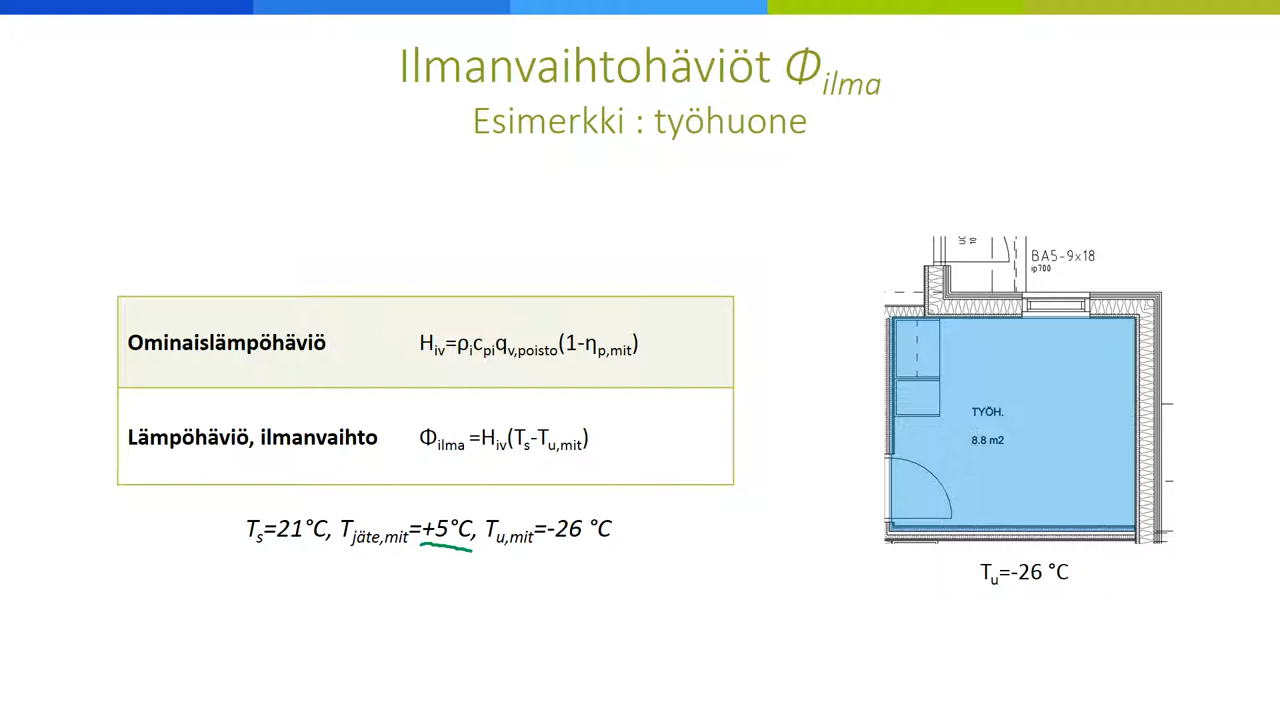 Ilmanvaihtohäviöt Φilma
Esimerkki : työhuone
Ominaislämpöhäviö Hiv=ρicpiqv,poisto(1-ηp,mit)
Lämpöhäviö, ilmanvaihto Φilma =Hiv(Ts-Tu,mit)
Ts=21°C, Tjäte,mit=+5°C, Tu,mit=-26 °C
BA5-9x18
ip700
TYÖH.
8.8 m2
Tu=-26 °C